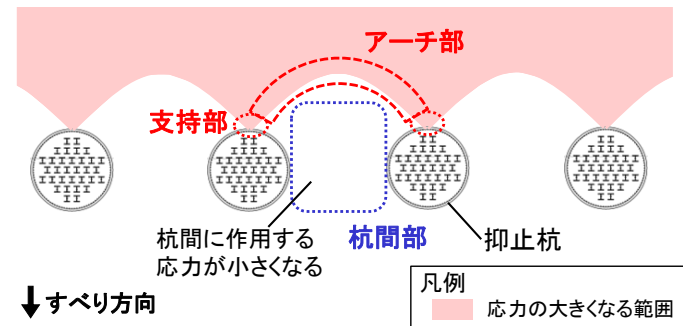 アーチ部
支持部
杭間に作用する
応力が小さくなる
杭間部
抑止杭
すべり方向
凡例
応力の大きくなる範囲